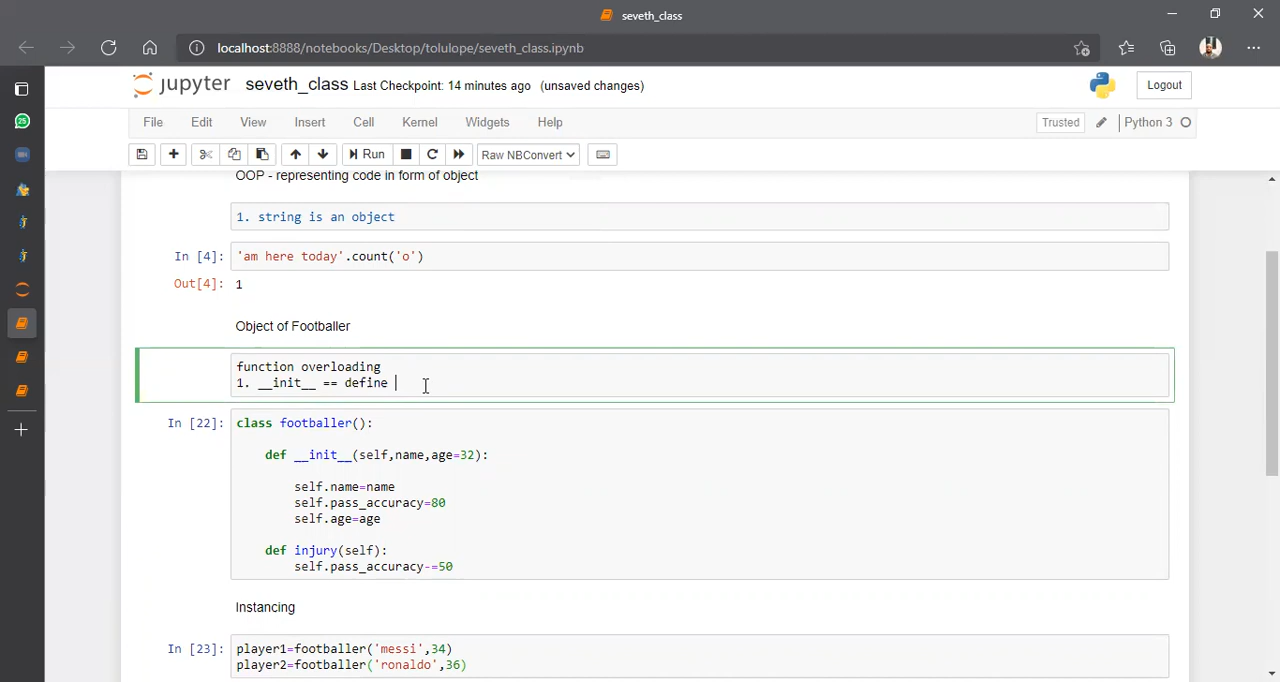 seveth_class
localhost:8888/notebooks/Desktop/tolulope/seveth_class.ipynb
jupyter seveth_class Last Checkpoint: 14 minutes ago (unsaved changes)
Logout
File Edit View Insert Cell Kernel Widgets Help
Trusted Python 3
Run Raw NBConvert
OOP - representing code in form of object
1. string is an object
In [4]: 'am here today'.count('o')
Out[4]: 1
Object of Footballer
function overloading
1. __init__ == define
In [22]: class footballer():
def __init__(self,name,age=32):
self.name=name
self.pass_accuracy=80
self.age=age
def injury(self):
self.pass_accuracy-=50
Instancing
In [23]: player1=footballer('messi',34)
player2=footballer('ronaldo',36)